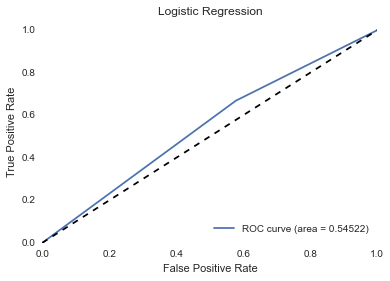 Logistic Regression
True Positive Rate
1.0
0.8
0.6
0.4
0.2
0.0
ROC curve (area = 0.54522)
0.0 0.2 0.4 0.6 0.8 1.0
False Positive Rate